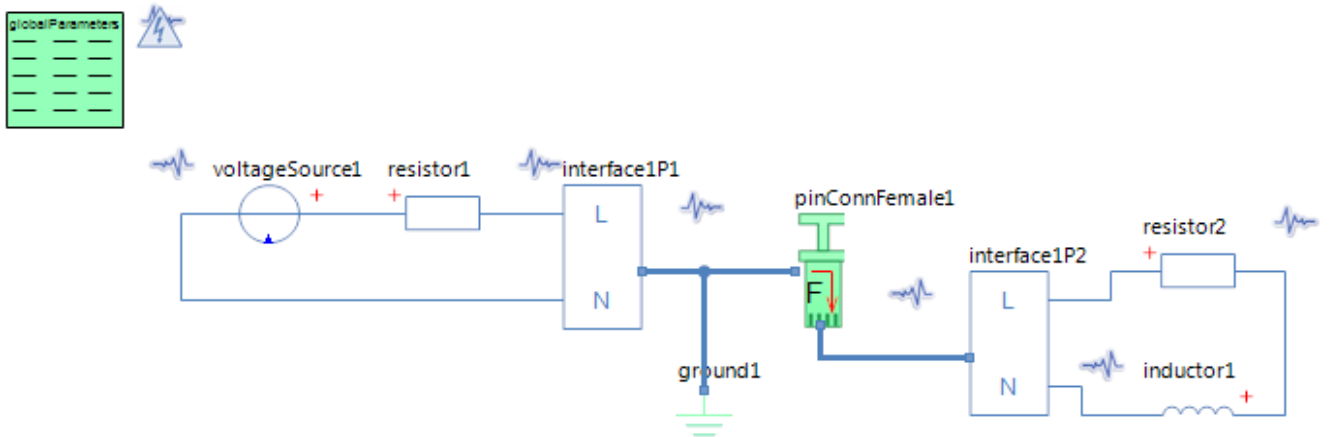 globalParameters
voltageSource1
resistor1
interface1P1
L
N
pinConnFemale1
F
ground1
interface1P2
L
N
resistor2
inductor1